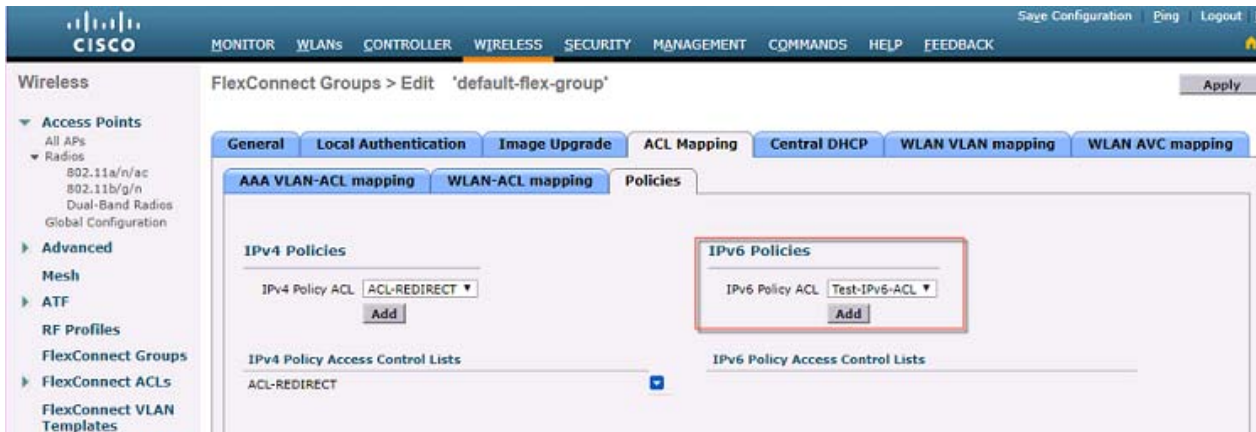 Save Configuration Ping Logout
CISCO
MONITOR WLANs CONTROLLER WIRELESS SECURITY MANAGEMENT COMMANDS HELP FEEDBACK
Wireless
FlexConnect Groups > Edit 'default-flex-group'
Apply
Access Points
All APs
Radios
802.11a/n/ac
802.11b/g/n
Dual-Band Radios
Global Configuration
Advanced
Mesh
ATF
RF Profiles
FlexConnect Groups
FlexConnect ACLs
FlexConnect VLAN
Templates
General Local Authentication Image Upgrade ACL Mapping Central DHCP WLAN VLAN mapping WLAN AVC mapping
AAA VLAN-ACL mapping WLAN-ACL mapping Policies
IPv4 Policies
IPv4 Policy ACL ACL-REDIRECT
Add
IPv4 Policy Access Control Lists
ACL-REDIRECT
IPv6 Policies
IPv6 Policy ACL Test-IPv6-ACL
Add
IPv6 Policy Access Control Lists